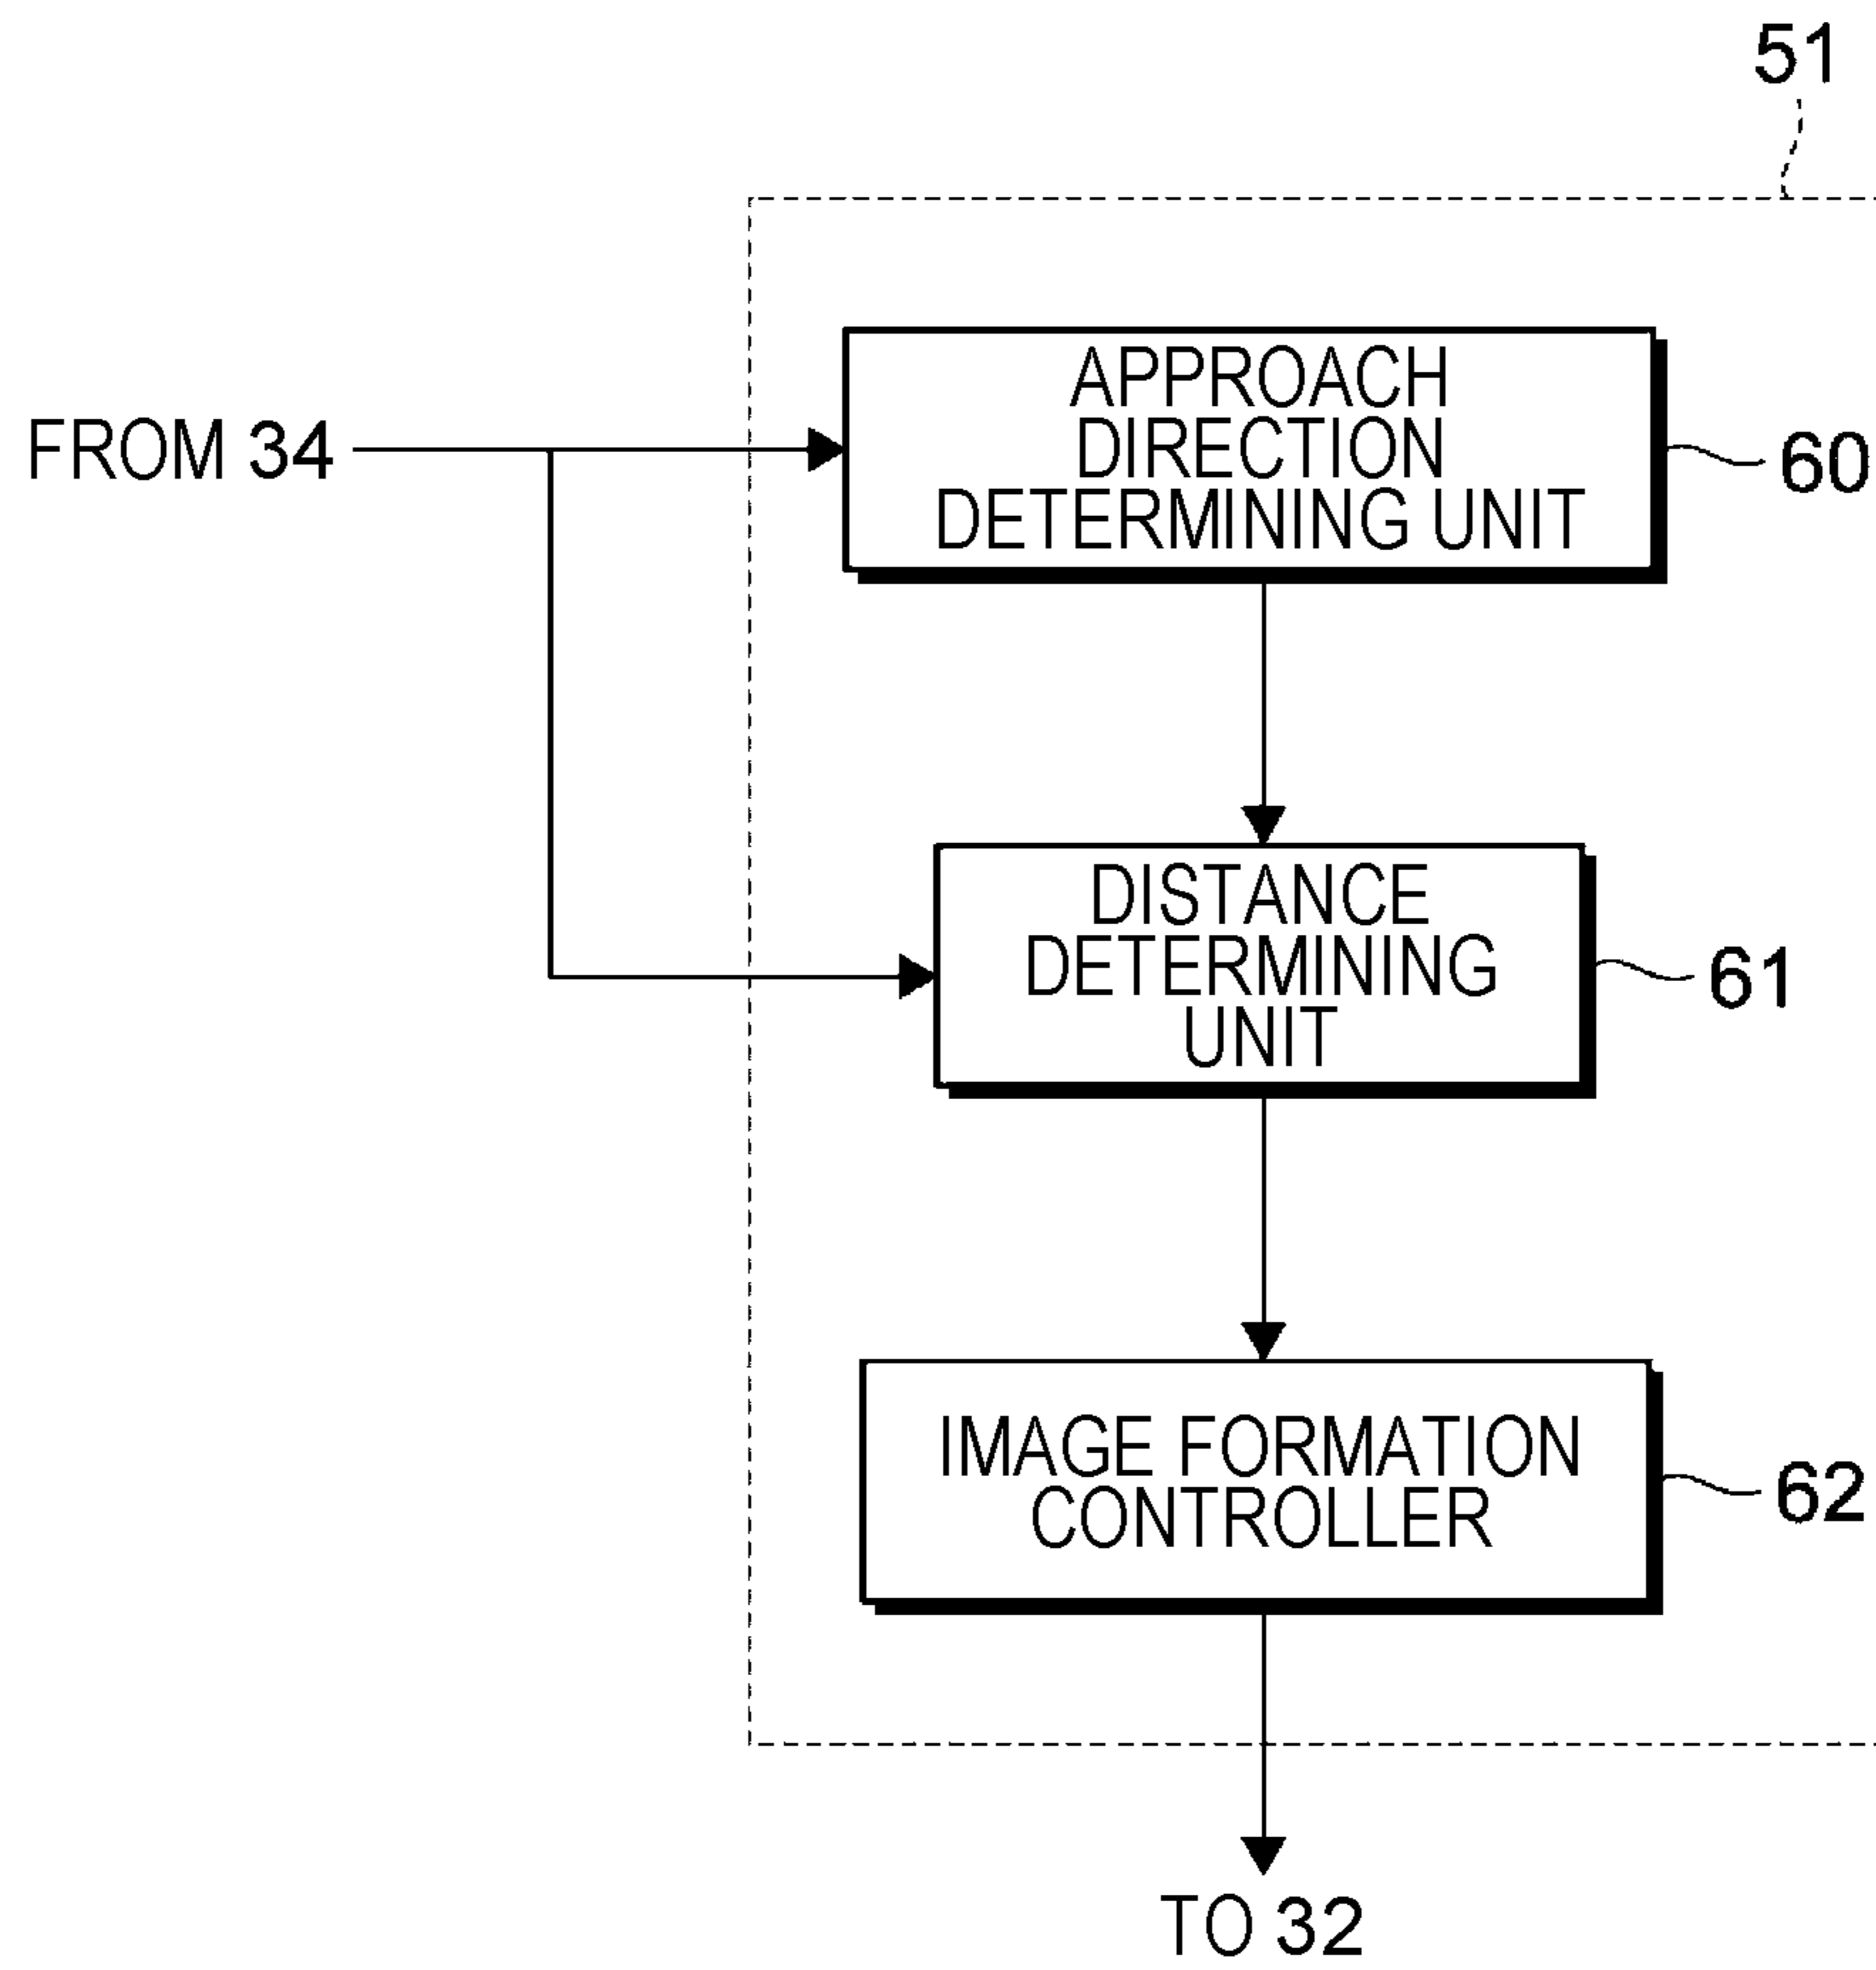 51
APPROACH
DIRECTION
DETERMINING UNIT
FROM 34
60
DISTANCE
DETERMINING
UNIT
61
IMAGE FORMATION
CONTROLLER
62
TO 32